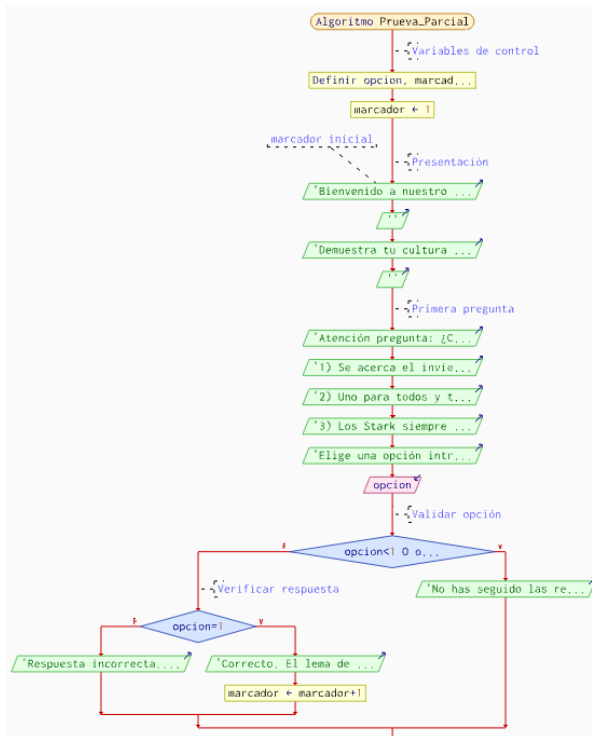 Algoritmo Prueva_Parcial
Variables de control
Definir opcion, marcad...
marcador ← 1
marcador inicial
Presentación
'Bienvenido a nuestro ...
''
'Demuestra tu cultura ...
''
Primera pregunta
'Atención pregunta: ¿C...
'1) Se acerca el invie...
'2) Uno para todos y t...
'3) Los Stark siempre ...
'Elige una opción intr...
opcion
Validar opción
F
opcion<1 O o...
V
Verificar respuesta
'No has seguido las re...
F
opcion=1
V
'Respuesta incorrecta....
'Correcto. El lema de ...
marcador ← marcador+1